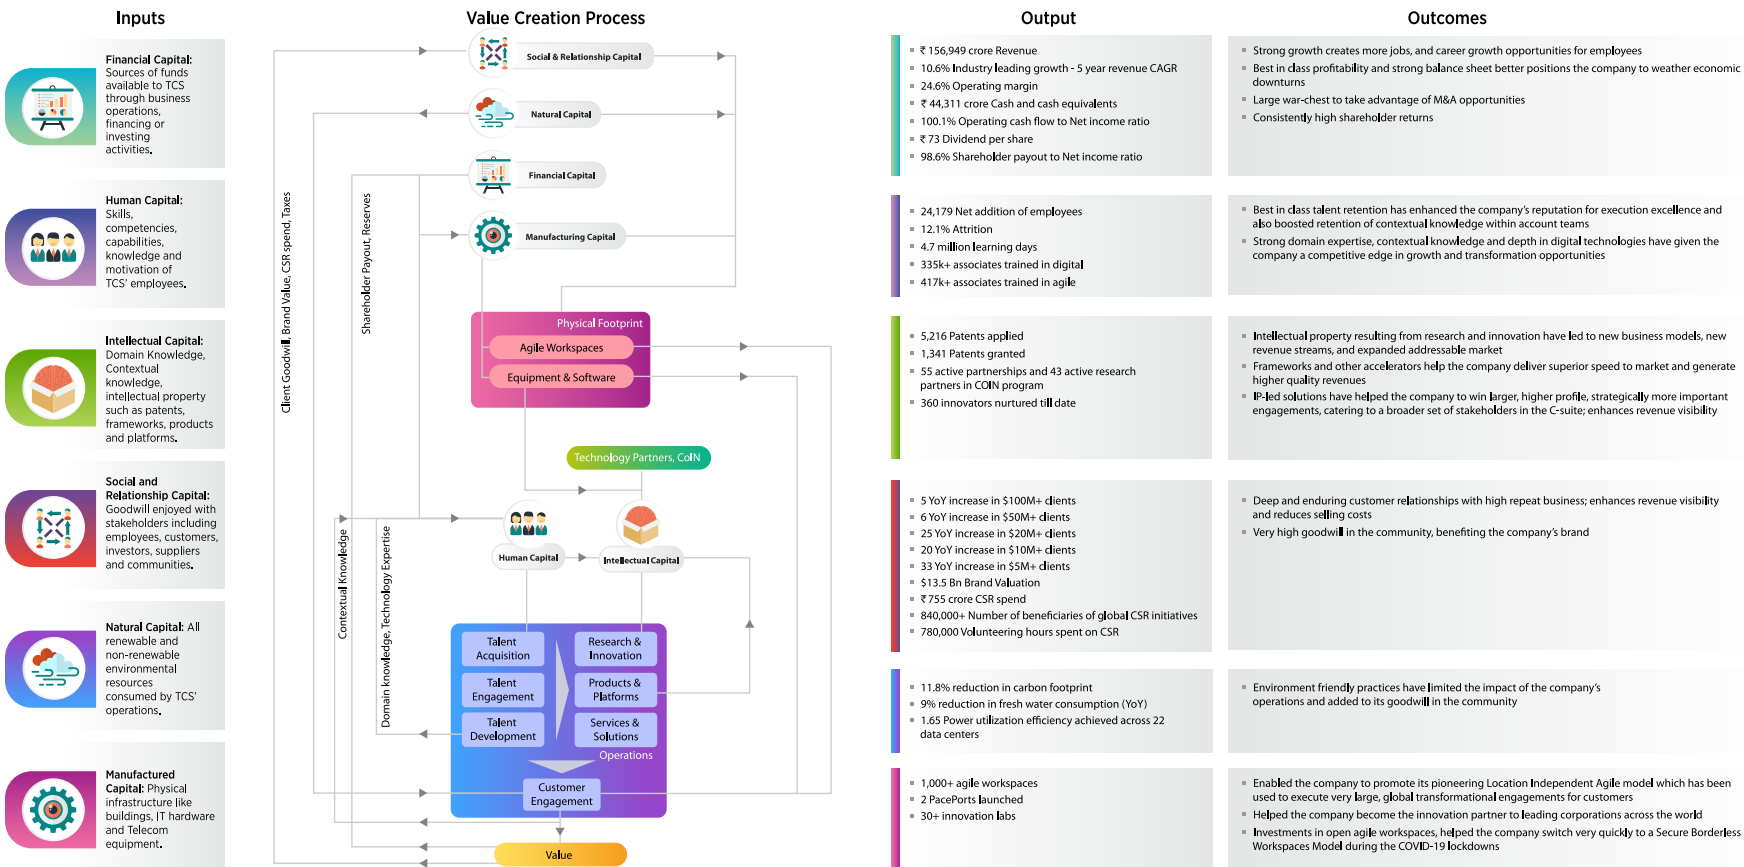 Inputs
Value Creation Process
Output
Outcomes
Financial Capital:
Sources of funds
available to TCS
through business
operations,
financing or
investing
activities.
Human Capital:
Skills,
competencies,
capabilities,
knowledge and
motivation of
TCS' employees.
Intellectual Capital:
Domain Knowledge,
Contextual
knowledge,
intellectual property
such as patents,
frameworks, products
and platforms.
Social and
Relationship Capital:
Goodwill enjoyed with
stakeholders including
employees, customers,
investors, suppliers
and communities.
Natural Capital: All
renewable and
non-renewable
environmental
resources
consumed by TCS'
operations.
Manufactured
Capital: Physical
infrastructure like
buildings, IT hardware
and Telecom
equipment.
Client Goodwill, Brand Value, CSR spend, Taxes
Shareholder Payout, Reserves
Contextual Knowledge
Domain knowledge, Technology Expertise
Social & Relationship Capital
Natural Capital
Financial Capital
Manufacturing Capital
Physical Footprint
Agile Workspaces
Equipment & Software
Technology Partners, CoIN
Human Capital
Intellectual Capital
Talent
Acquisition
Research &
Innovation
Talent
Engagement
Products &
Platforms
Talent
Development
Services &
Solutions
Operations
Customer
Engagement
Value
₹ 156,949 crore Revenue
10.6% Industry leading growth - 5 year revenue CAGR
24.6% Operating margin
₹ 44,311 crore Cash and cash equivalents
100.1% Operating cash flow to Net income ratio
₹ 73 Dividend per share
98.6% Shareholder payout to Net income ratio
Strong growth creates more jobs, and career growth opportunities for employees
Best in class profitability and strong balance sheet better positions the company to weather economic
downturns
Large war-chest to take advantage of M&A opportunities
Consistently high shareholder returns
24,179 Net addition of employees
12.1% Attrition
4.7 million learning days
335k+ associates trained in digital
417k+ associates trained in agile
Best in class talent retention has enhanced the company's reputation for execution excellence and
also boosted retention of contextual knowledge within account teams
Strong domain expertise, contextual knowledge and depth in digital technologies have given the
company a competitive edge in growth and transformation opportunities
5,216 Patents applied
1,341 Patents granted
55 active partnerships and 43 active research
partners in COIN program
360 innovators nurtured till date
Intellectual property resulting from research and innovation have led to new business models, new
revenue streams, and expanded addressable market
Frameworks and other accelerators help the company deliver superior speed to market and generate
higher quality revenues
IP-led solutions have helped the company to win larger, higher profile, strategically more important
engagements, catering to a broader set of stakeholders in the C-suite; enhances revenue visibility
5 YoY increase in $100M+ clients
6 YoY increase in $50M+ clients
25 YoY increase in $20M+ clients
20 YoY increase in $10M+ clients
33 YoY increase in $5M+ clients
$13.5 Bn Brand Valuation
₹ 755 crore CSR spend
840,000+ Number of beneficiaries of global CSR initiatives
780,000 Volunteering hours spent on CSR
Deep and enduring customer relationships with high repeat business; enhances revenue visibility
and reduces selling costs
Very high goodwill in the community, benefiting the company's brand
11.8% reduction in carbon footprint
9% reduction in fresh water consumption (YoY)
1.65 Power utilization efficiency achieved across 22
data centers
Environment friendly practices have limited the impact of the company's
operations and added to its goodwill in the community
1,000+ agile workspaces
2 PacePorts launched
30+ innovation labs
Enabled the company to promote its pioneering Location Independent Agile model which has been
used to execute very large, global transformational engagements for customers
Helped the company become the innovation partner to leading corporations across the world
Investments in open agile workspaces, helped the company switch very quickly to a Secure Borderless
Workspaces Model during the COVID-19 lockdowns